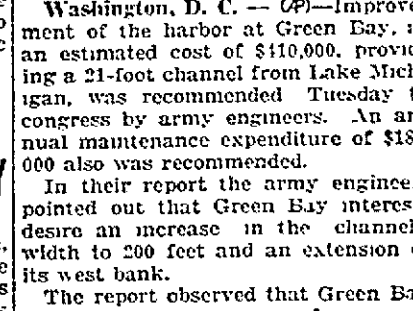 Washington, D. C. — (AP)—Improve-
ment of the harbor at Green Bay,
an estimated cost of $110,000, provid
ing a 21-foot channel from Lake Mich
igan, was recommended Tuesday t
congress by army engineers. An an
nual maintenance expenditure of $18
000 also was recommended.
In their report the army enginee
pointed out that Green Bay interes
desire an increase in the channel
width to 200 feet and an extension
its west bank.
The report observed that Green Ba